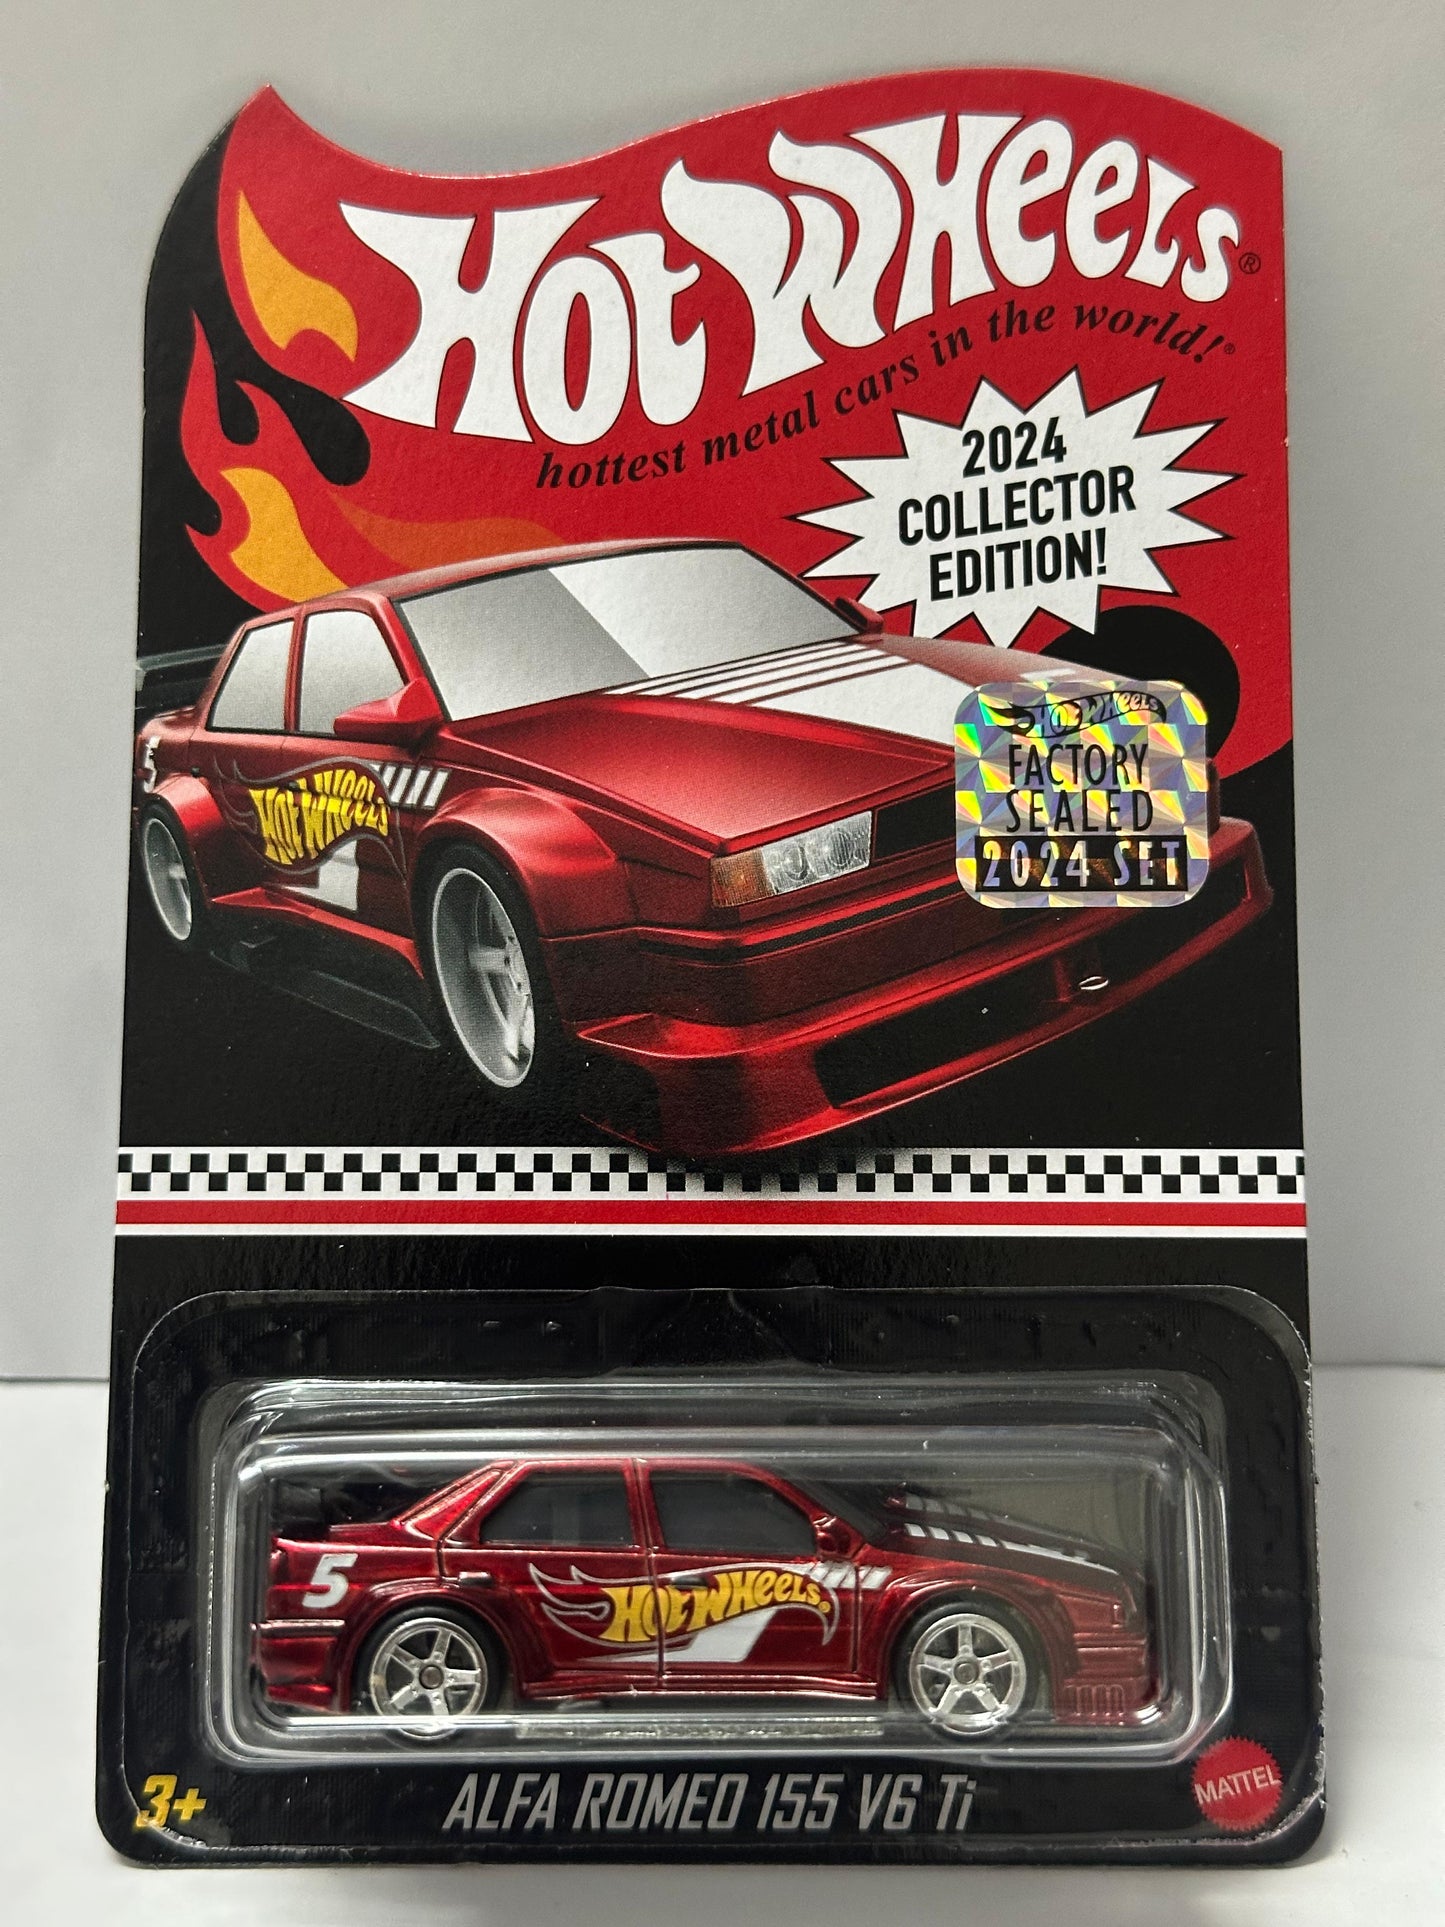 Hot Wheels®
hottest metal cars in the world!®
2024
COLLECTOR
EDITION!
Hot Wheels
FACTORY
SEALED
2024 SET
5
Hot Wheels
5
Hot Wheels
3+
ALFA ROMEO 155 V6 Ti
MATTEL